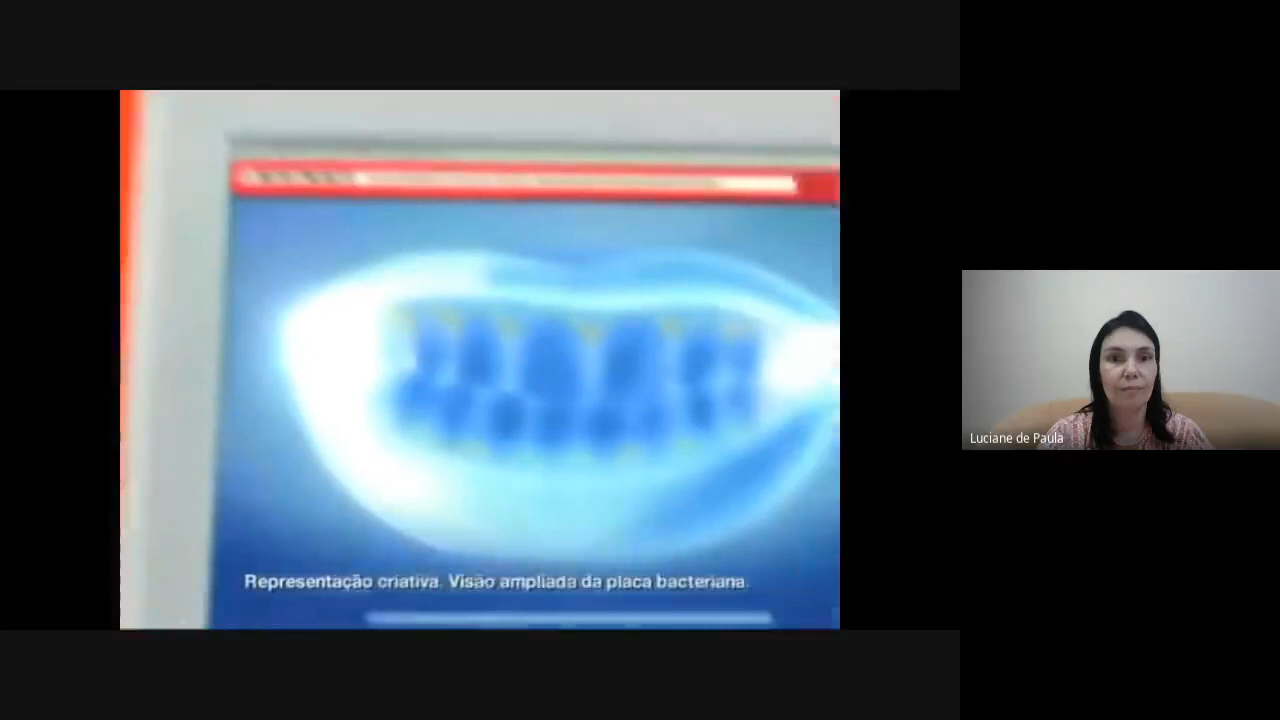 Representação criativa. Visão ampliada da placa bacteriana.
Luciane de Paula